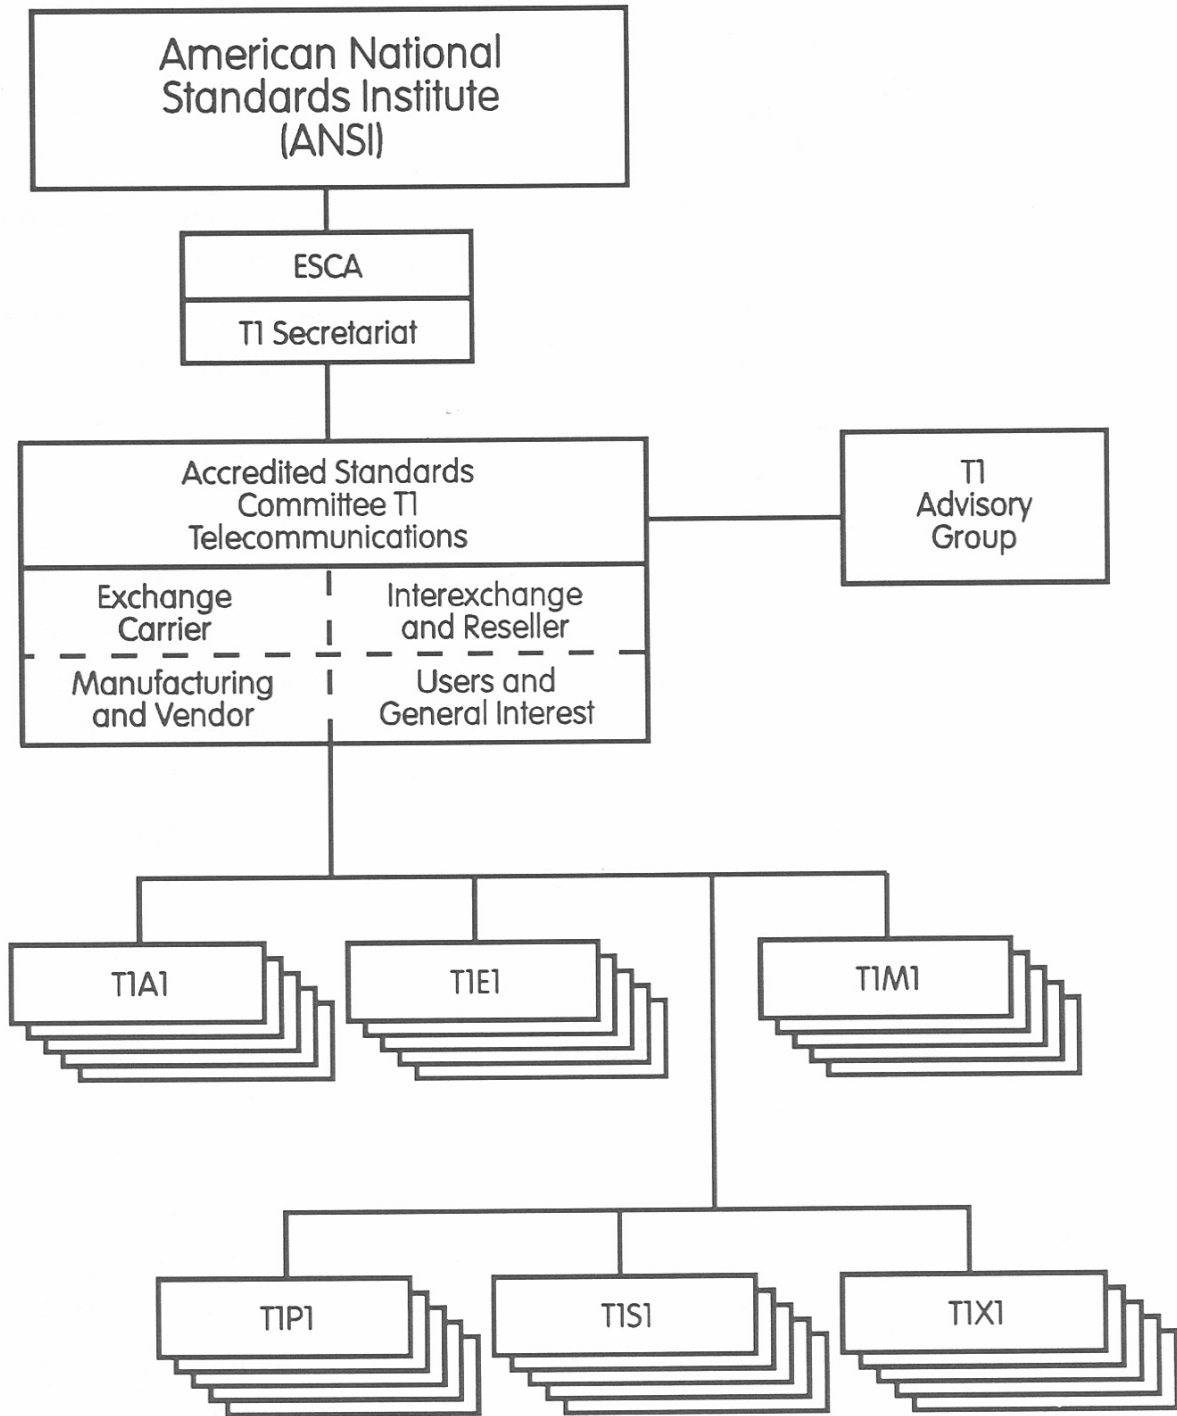 American National
Standards Institute
(ANSI)
ESCA
T1 Secretariat
Accredited Standards
Committee T1
Telecommunications
T1
Advisory
Group
Exchange
Carrier
Interexchange
and Reseller
Manufacturing
and Vendor
Users and
General Interest
T1A1
T1E1
T1M1
T1P1
T1S1
T1X1